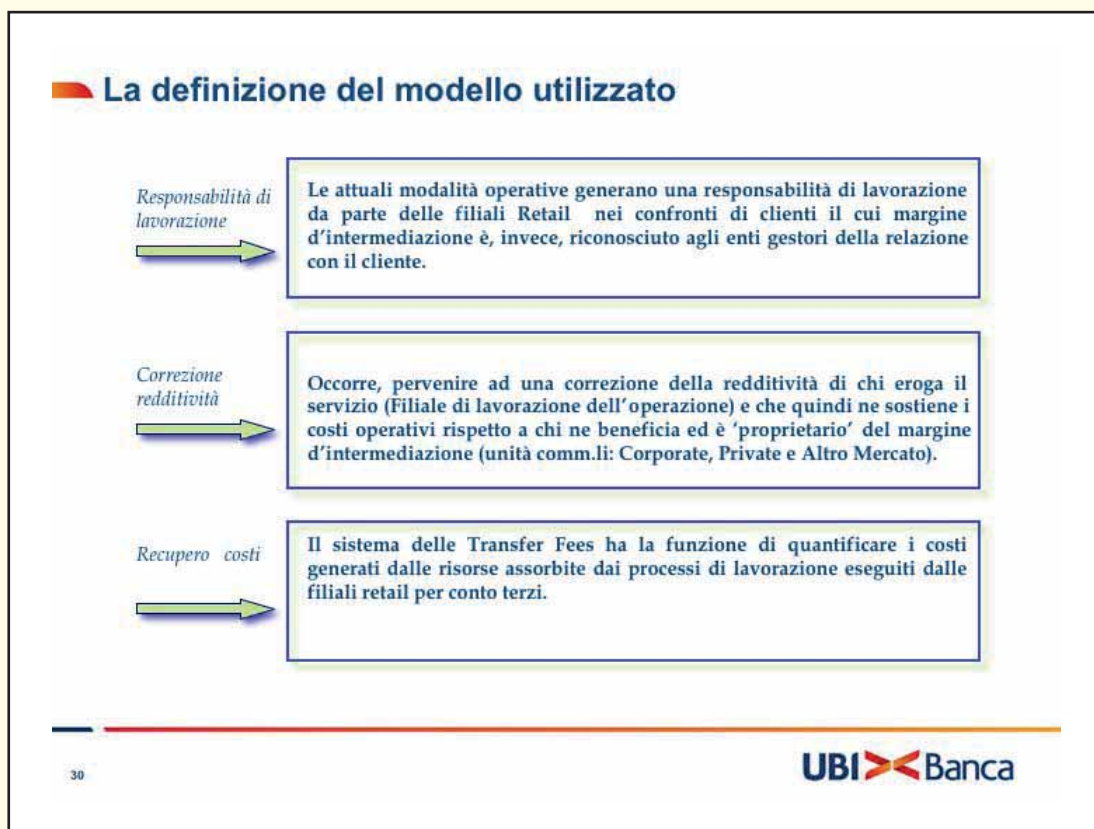 La definizione del modello utilizzato
Responsabilità di
lavorazione
Le attuali modalità operative generano una responsabilità di lavorazione
da parte delle filiali Retail nei confronti di clienti il cui margine
d'intermediazione è, invece, riconosciuto agli enti gestori della relazione
con il cliente.
Correzione
redditività
Occorre, pervenire ad una correzione della redditività di chi eroga il
servizio (Filiale di lavorazione dell'operazione) e che quindi ne sostiene i
costi operativi rispetto a chi ne beneficia ed è 'proprietario' del margine
d'intermediazione (unità comm.li: Corporate, Private e Altro Mercato).
Recupero costi
Il sistema delle Transfer Fees ha la funzione di quantificare i costi
generati dalle risorse assorbite dai processi di lavorazione eseguiti dalle
filiali retail per conto terzi.
30
UBI Banca